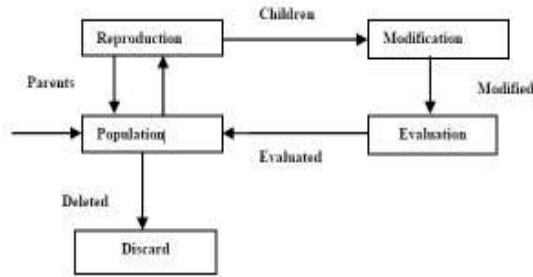 Children
Reproduction
Modification
Parents
Modified
Population
Evaluation
Evaluated
Deleted
Discard